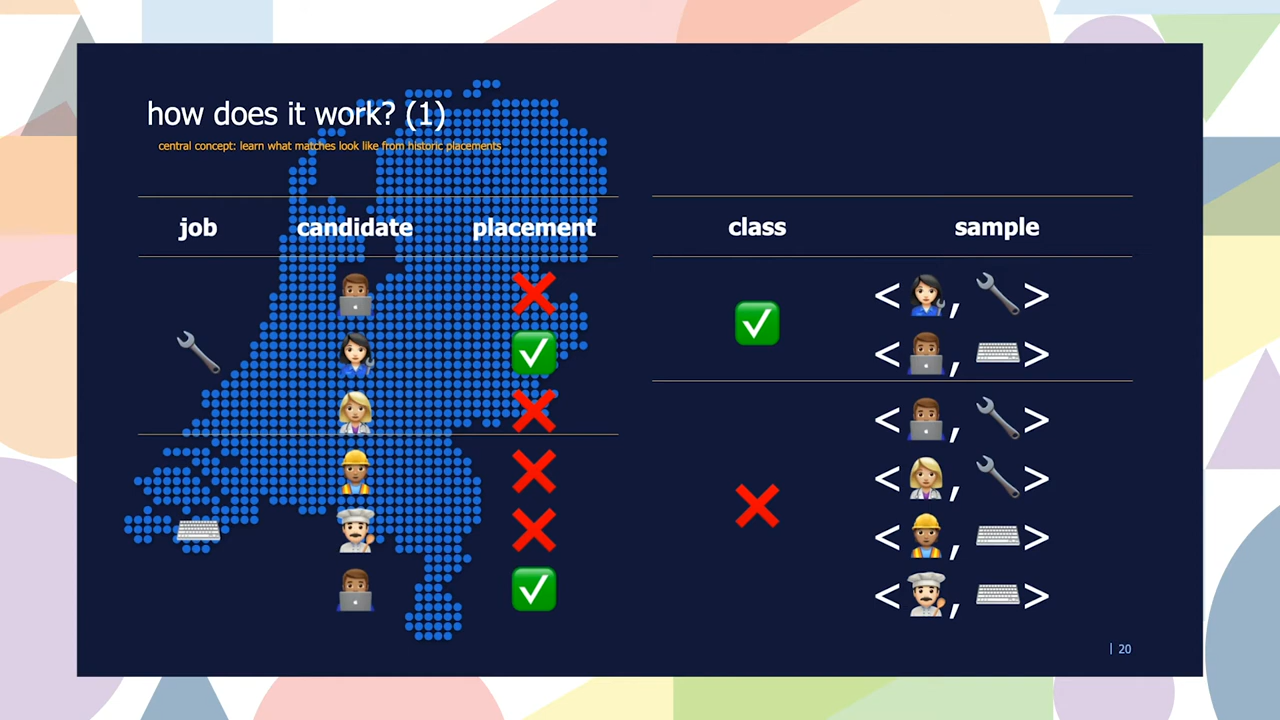 how does it work? (1)
central concept: learn what matches look like from historic placements
job candidate placement
class sample
< , >
< , >
< , >
< , >
< , >
< , >
| 20